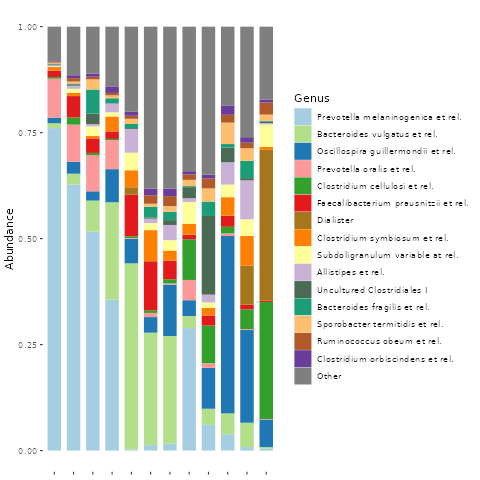 1.00
0.75
0.50
0.25
0.00
Abundance
Genus
Prevotella melaninogenica et rel.
Bacteroides vulgatus et rel.
Oscillospira guillermondii et rel.
Prevotella oralis et rel.
Clostridium cellulosi et rel.
Faecalibacterium prausnitzii et rel.
Dialister
Clostridium symbiosum et rel.
Subdoligranulum variable at rel.
Allistipes et rel.
Uncultured Clostridiales I
Bacteroides fragilis et rel.
Sporobacter termitidis et rel.
Ruminococcus obeum et rel.
Clostridium orbiscindens et rel.
Other